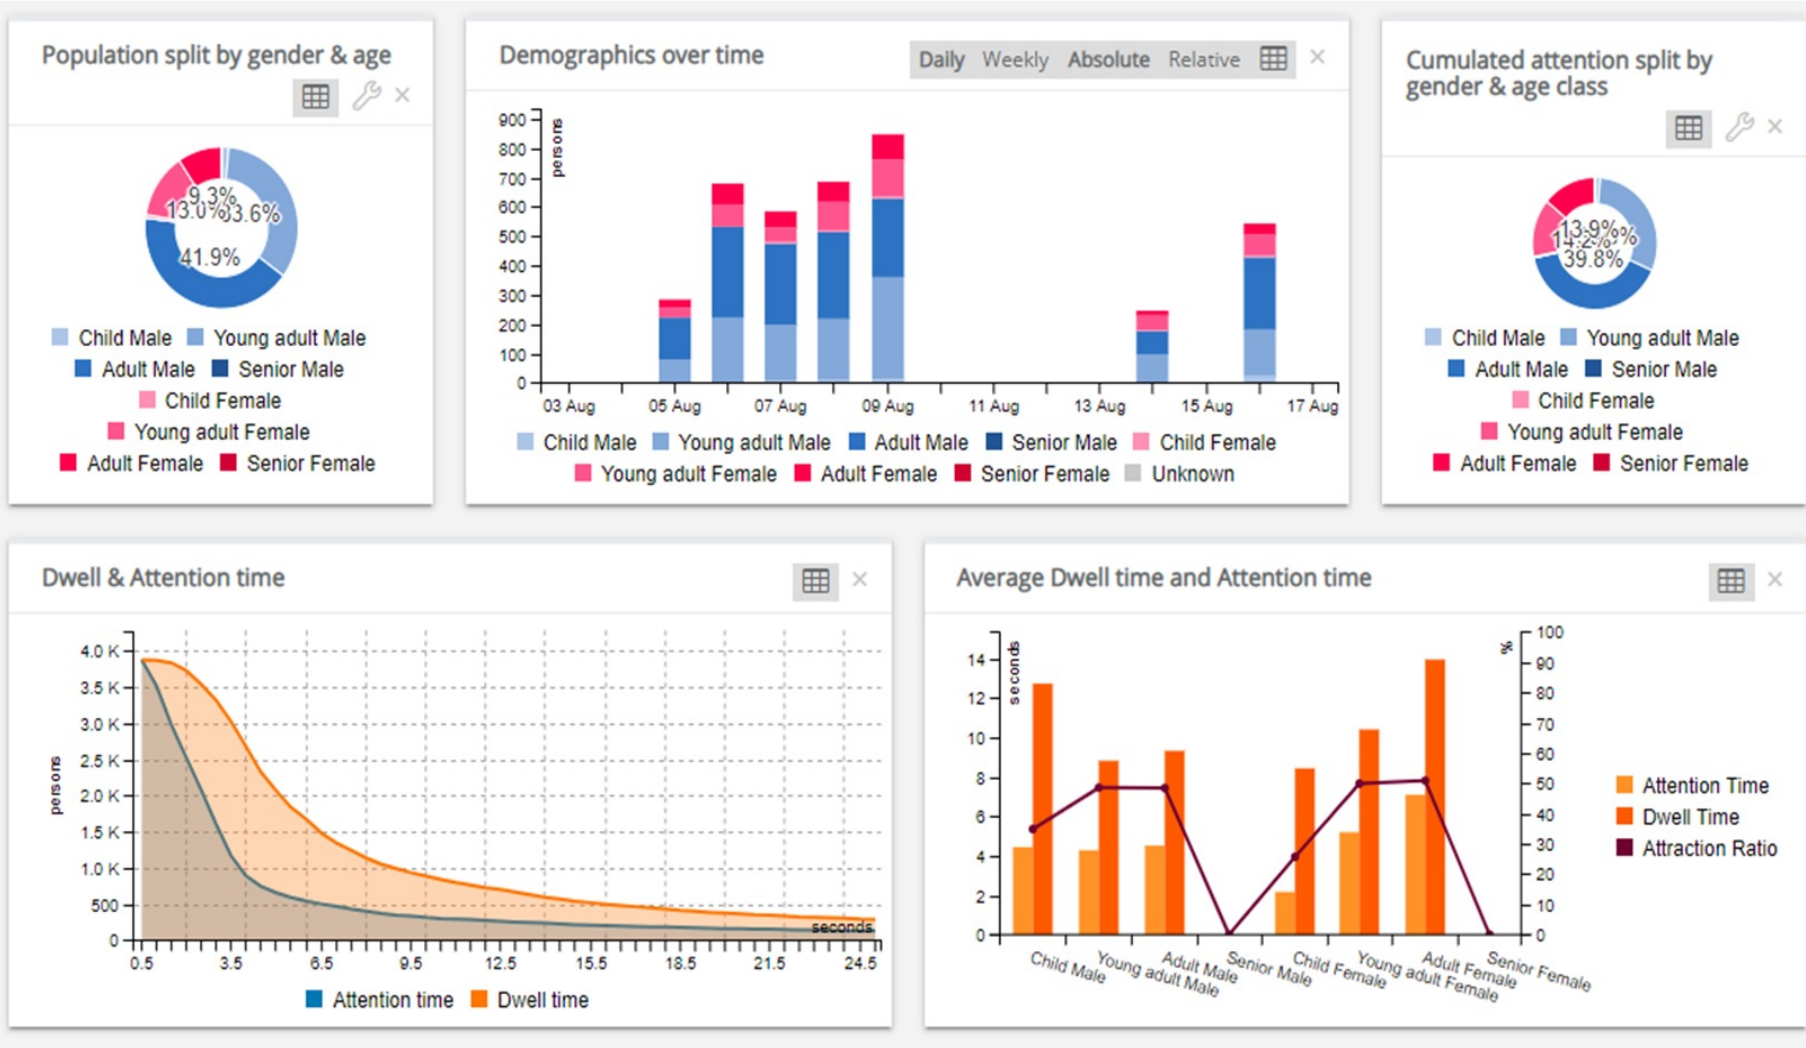 Population split by gender & age
9.3%
13.0%
33.6%
41.9%
Child Male Young adult Male
Adult Male Senior Male
Child Female
Young adult Female
Adult Female Senior Female
Demographics over time
Daily Weekly Absolute Relative
persons
900
800
700
600
500
400
300
200
100
0
03 Aug 05 Aug 07 Aug 09 Aug 11 Aug 13 Aug 15 Aug 17 Aug
Child Male Young adult Male Adult Male Senior Male Child Female
Young adult Female Adult Female Senior Female Unknown
Cumulated attention split by
gender & age class
13.9%
14.2%
39.8%
Child Male Young adult Male
Adult Male Senior Male
Child Female
Young adult Female
Adult Female Senior Female
Dwell & Attention time
persons
4.0 K
3.5 K
3.0 K
2.5 K
2.0 K
1.5 K
1.0 K
500
0
seconds
0.5 3.5 6.5 9.5 12.5 15.5 18.5 21.5 24.5
Attention time Dwell time
Average Dwell time and Attention time
seconds
14
12
10
8
6
4
2
0
%
100
90
80
70
60
50
40
30
20
10
0
Child Male
Young adult Male
Adult Male
Senior Male
Child Female
Young adult Female
Adult Female
Senior Female
Attention Time
Dwell Time
Attraction Ratio